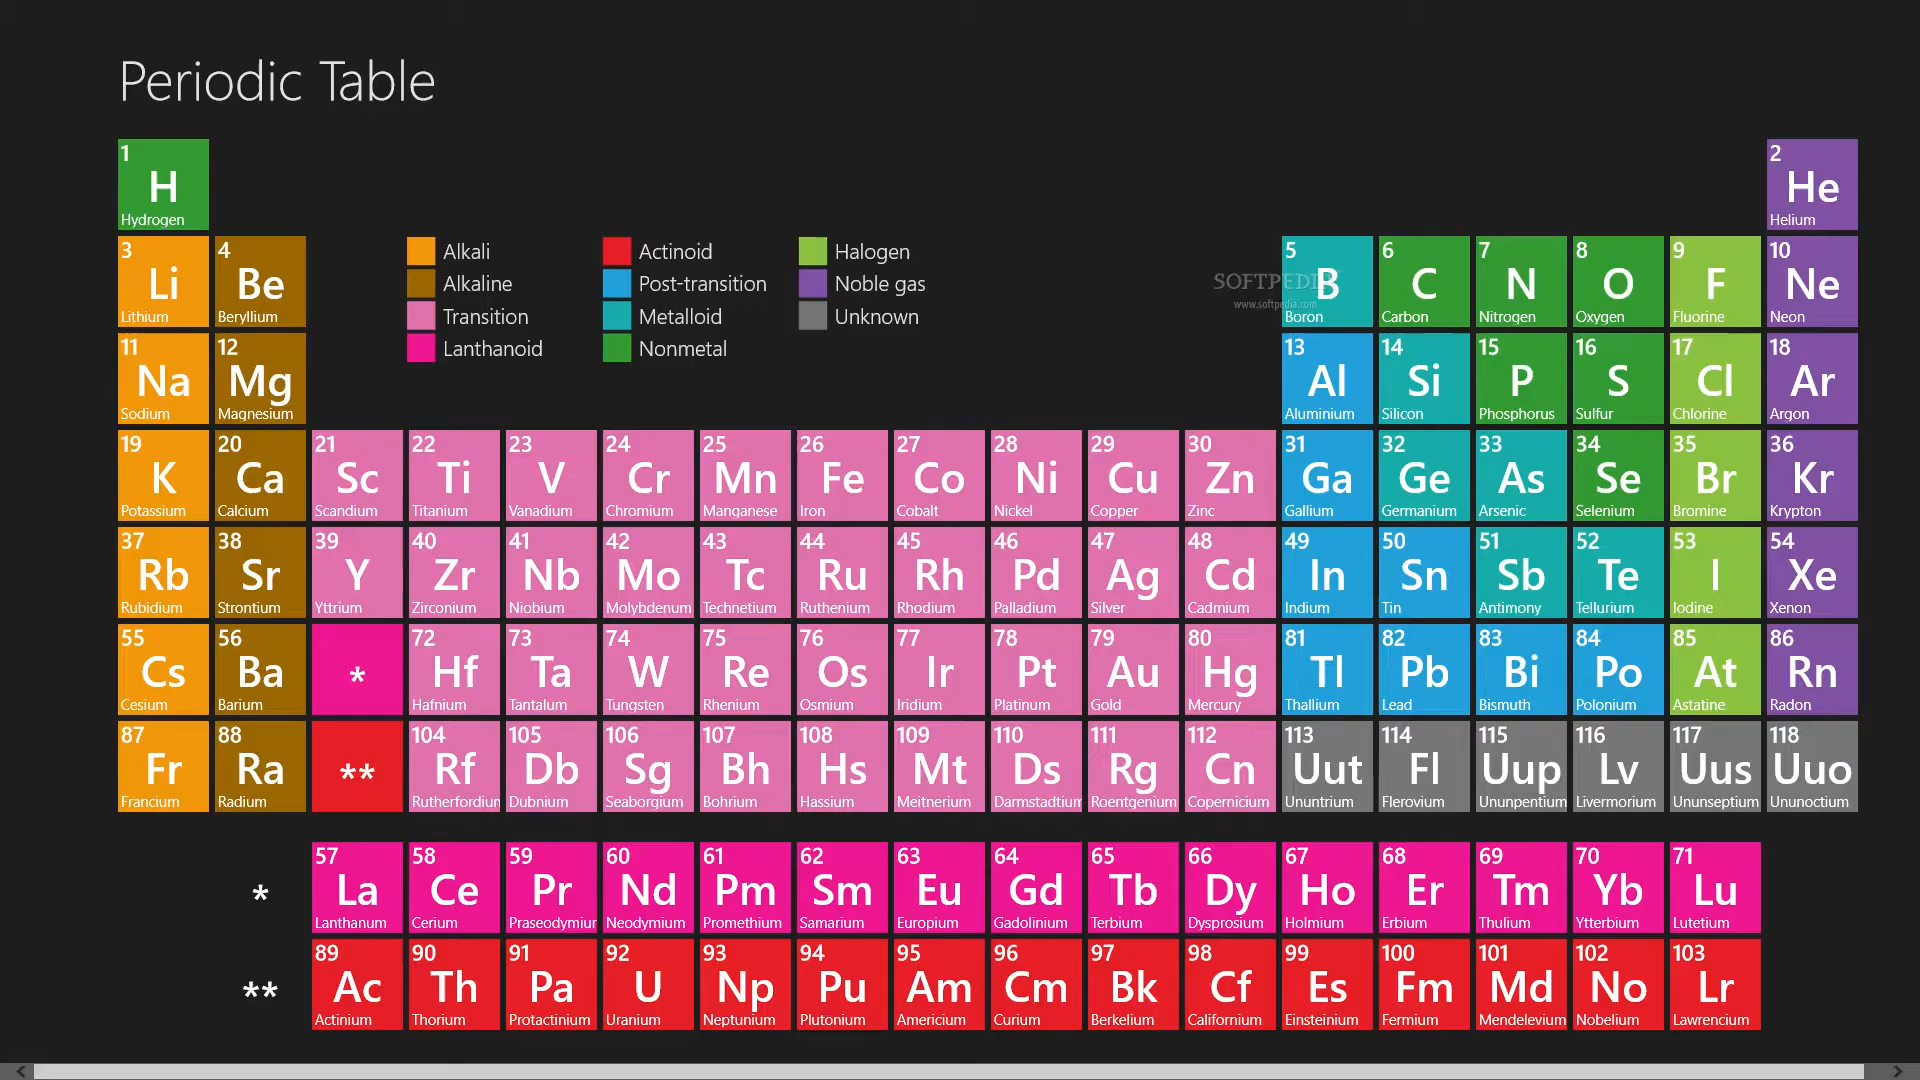 Periodic Table
1 H Hydrogen
2 He Helium
Alkali
Alkaline
Transition
Lanthanoid
Actinoid
Post-transition
Metalloid
Nonmetal
Halogen
Noble gas
Unknown
SOFTPEDIA
www.softpedia.com
3 Li Lithium
4 Be Beryllium
5 B Boron
6 C Carbon
7 N Nitrogen
8 O Oxygen
9 F Fluorine
10 Ne Neon
11 Na Sodium
12 Mg Magnesium
13 Al Aluminium
14 Si Silicon
15 P Phosphorus
16 S Sulfur
17 Cl Chlorine
18 Ar Argon
19 K Potassium
20 Ca Calcium
21 Sc Scandium
22 Ti Titanium
23 V Vanadium
24 Cr Chromium
25 Mn Manganese
26 Fe Iron
27 Co Cobalt
28 Ni Nickel
29 Cu Copper
30 Zn Zinc
31 Ga Gallium
32 Ge Germanium
33 As Arsenic
34 Se Selenium
35 Br Bromine
36 Kr Krypton
37 Rb Rubidium
38 Sr Strontium
39 Y Yttrium
40 Zr Zirconium
41 Nb Niobium
42 Mo Molybdenum
43 Tc Technetium
44 Ru Ruthenium
45 Rh Rhodium
46 Pd Palladium
47 Ag Silver
48 Cd Cadmium
49 In Indium
50 Sn Tin
51 Sb Antimony
52 Te Tellurium
53 I Iodine
54 Xe Xenon
55 Cs Cesium
56 Ba Barium
*
72 Hf Hafnium
73 Ta Tantalum
74 W Tungsten
75 Re Rhenium
76 Os Osmium
77 Ir Iridium
78 Pt Platinum
79 Au Gold
80 Hg Mercury
81 Tl Thallium
82 Pb Lead
83 Bi Bismuth
84 Po Polonium
85 At Astatine
86 Rn Radon
87 Fr Francium
88 Ra Radium
**
104 Rf Rutherfordiun
105 Db Dubnium
106 Sg Seaborgium
107 Bh Bohrium
108 Hs Hassium
109 Mt Meitnerium
110 Ds Darmstadtium
111 Rg Roentgenium
112 Cn Copernicium
113 Uut Ununtrium
114 Fl Flerovium
115 Uup Ununpentium
116 Lv Livermorium
117 Uus Ununseptium
118 Uuo Ununoctium
*
57 La Lanthanum
58 Ce Cerium
59 Pr Praseodymiur
60 Nd Neodymium
61 Pm Promethium
62 Sm Samarium
63 Eu Europium
64 Gd Gadolinium
65 Tb Terbium
66 Dy Dysprosium
67 Ho Holmium
68 Er Erbium
69 Tm Thulium
70 Yb Ytterbium
71 Lu Lutetium
**
89 Ac Actinium
90 Th Thorium
91 Pa Protactinium
92 U Uranium
93 Np Neptunium
94 Pu Plutonium
95 Am Americium
96 Cm Curium
97 Bk Berkelium
98 Cf Californium
99 Es Einsteinium
100 Fm Fermium
101 Md Mendelevium
102 No Nobelium
103 Lr Lawrencium